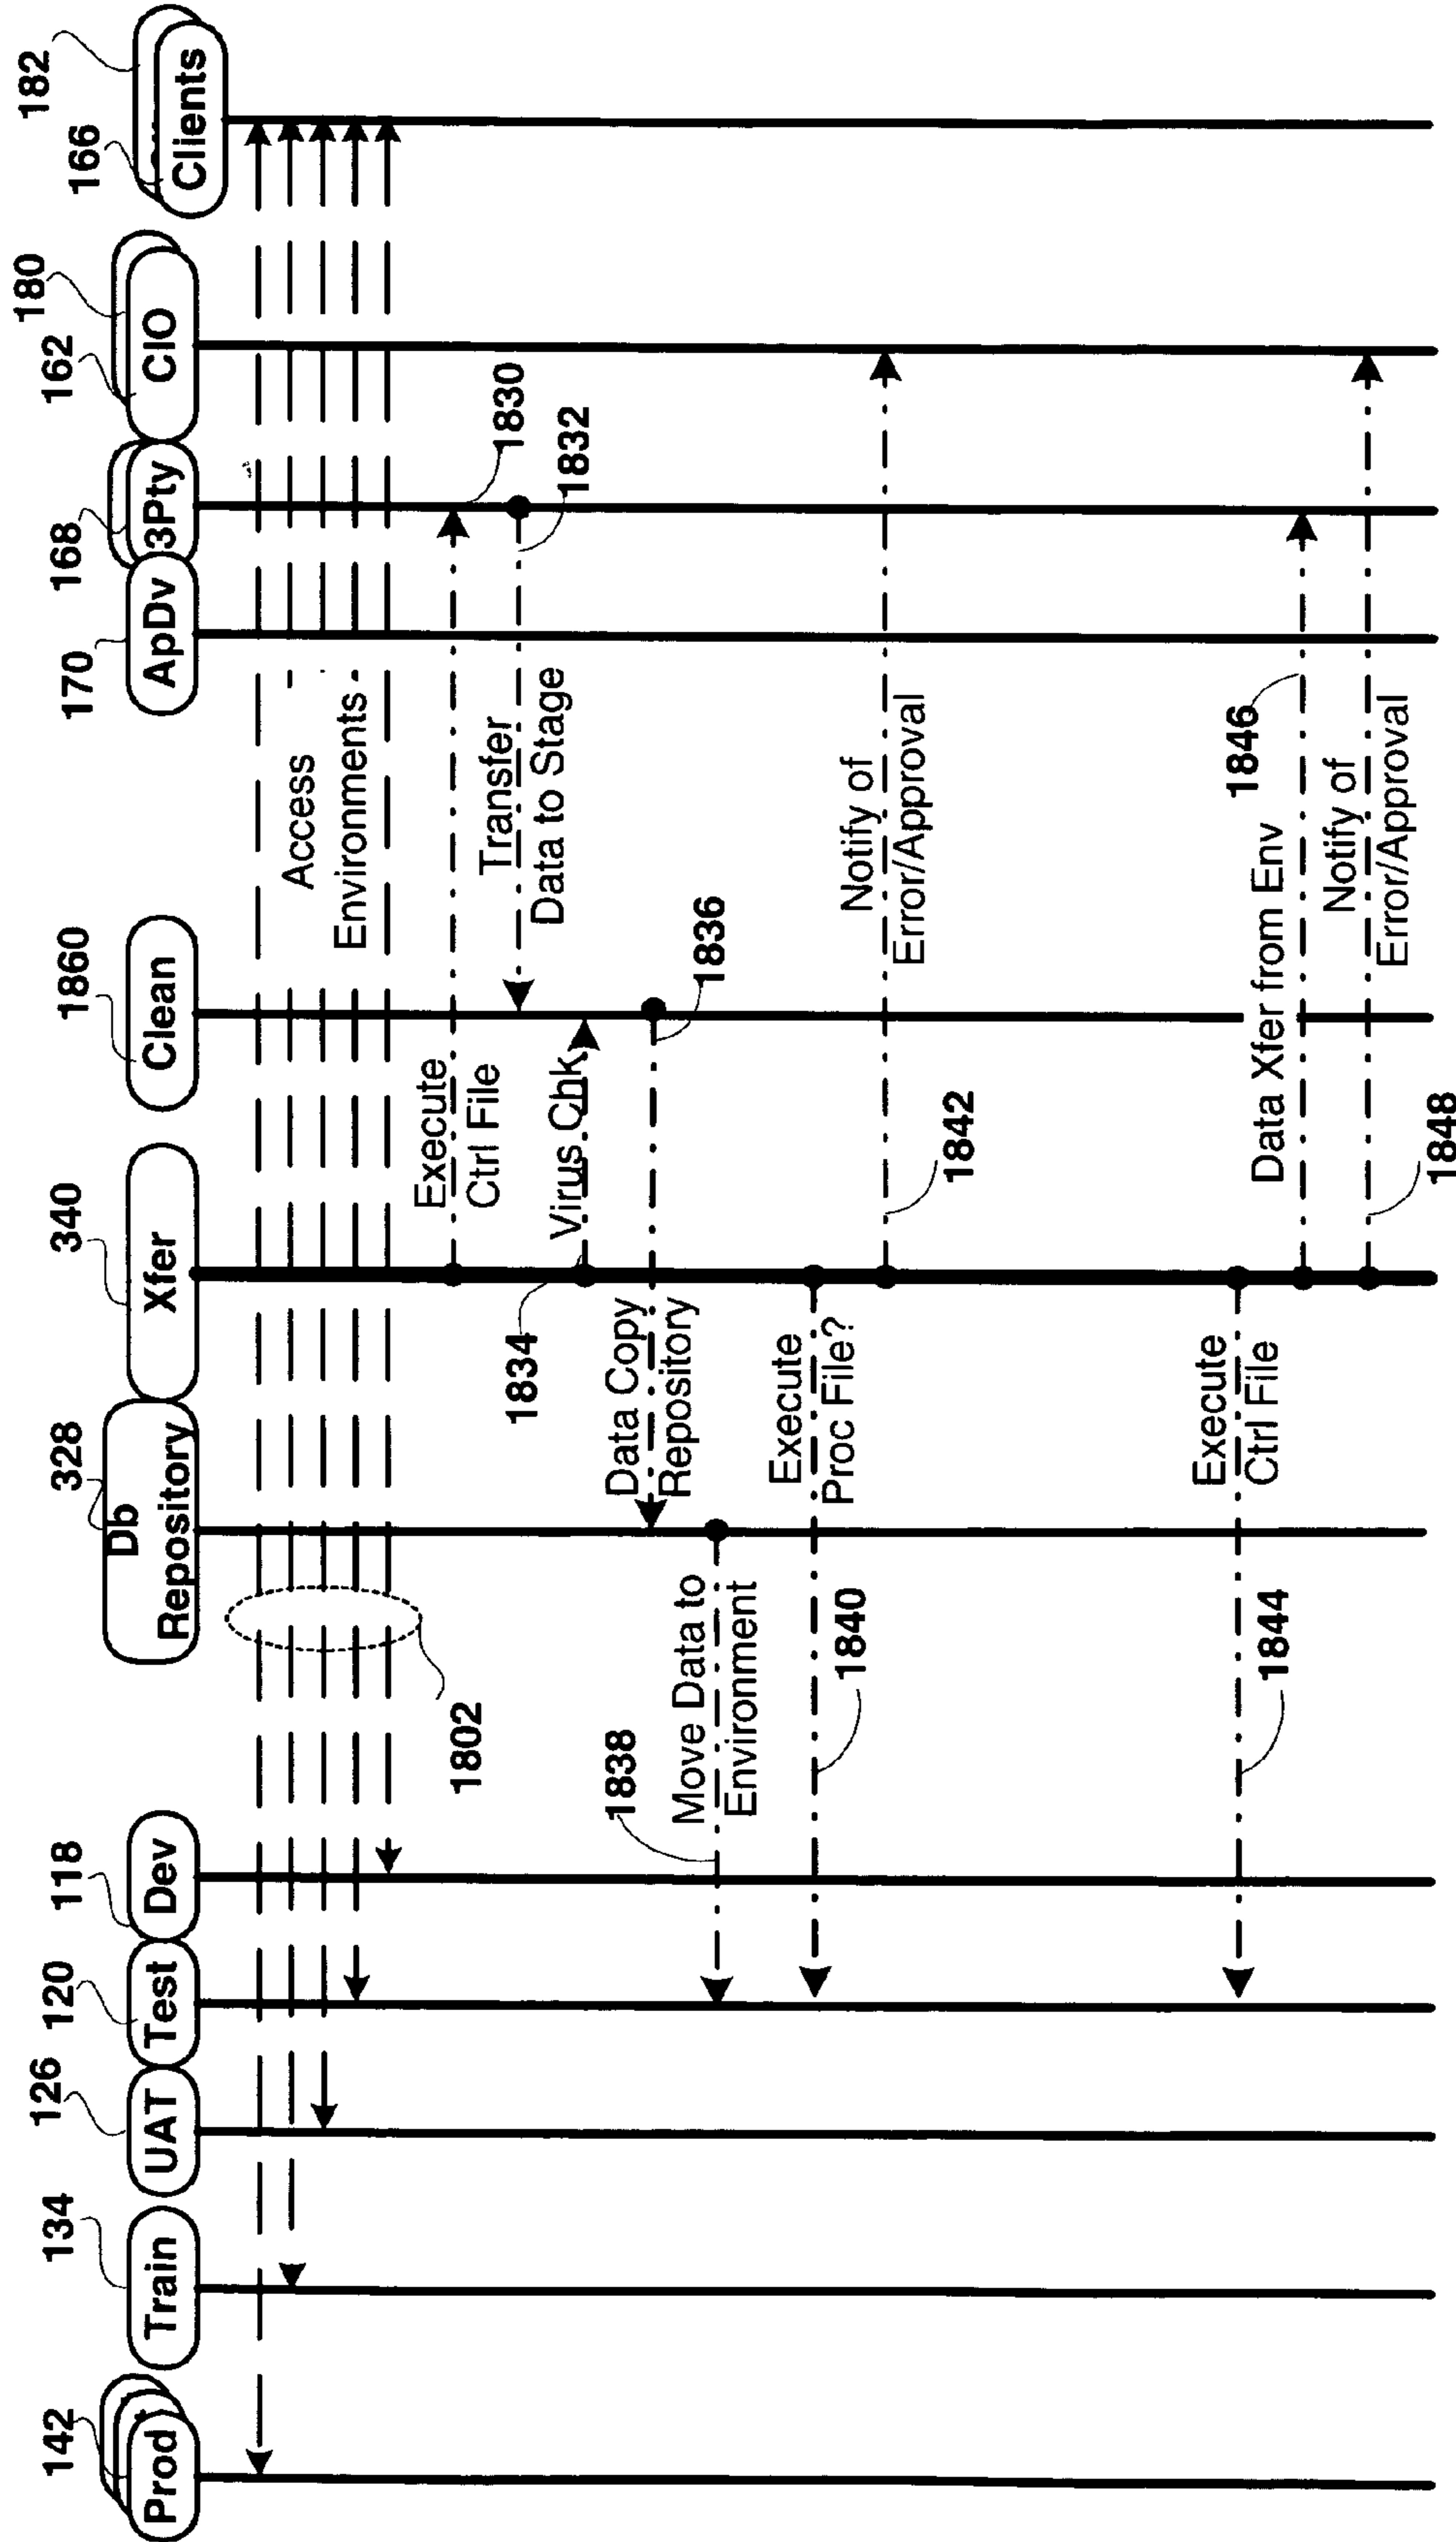 142
134
126
120
118
328
340
1860
170
168
162
180
166
182
Prod
Train
UAT
Test
Dev
Db
Repository
Xfer
Clean
ApDv
3Pty
CIO
Clients
Access
Environments
1802
Execute
Ctrl File
1830
Transfer
Data to Stage
1832
1834
Virus Chk
Data Copy
Repository
1836
1838
Move Data to
Environment
Execute
Proc File?
1840
Notify of
Error/Approval
1842
Execute
Ctrl File
1844
Data Xfer from Env
1846
Notify of
Error/Approval
1848